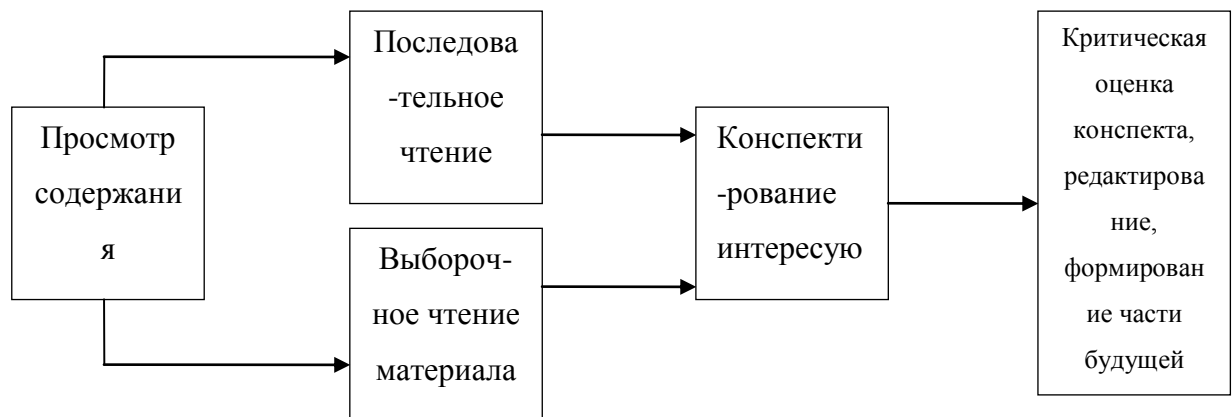 Просмотр
содержани
я
Последова
-тельное
чтение
Выбороч-
ное чтение
материала
Конспекти
-рование
интересую
Критическая
оценка
конспекта,
редактирова
ние,
формирован
ие части
будущей